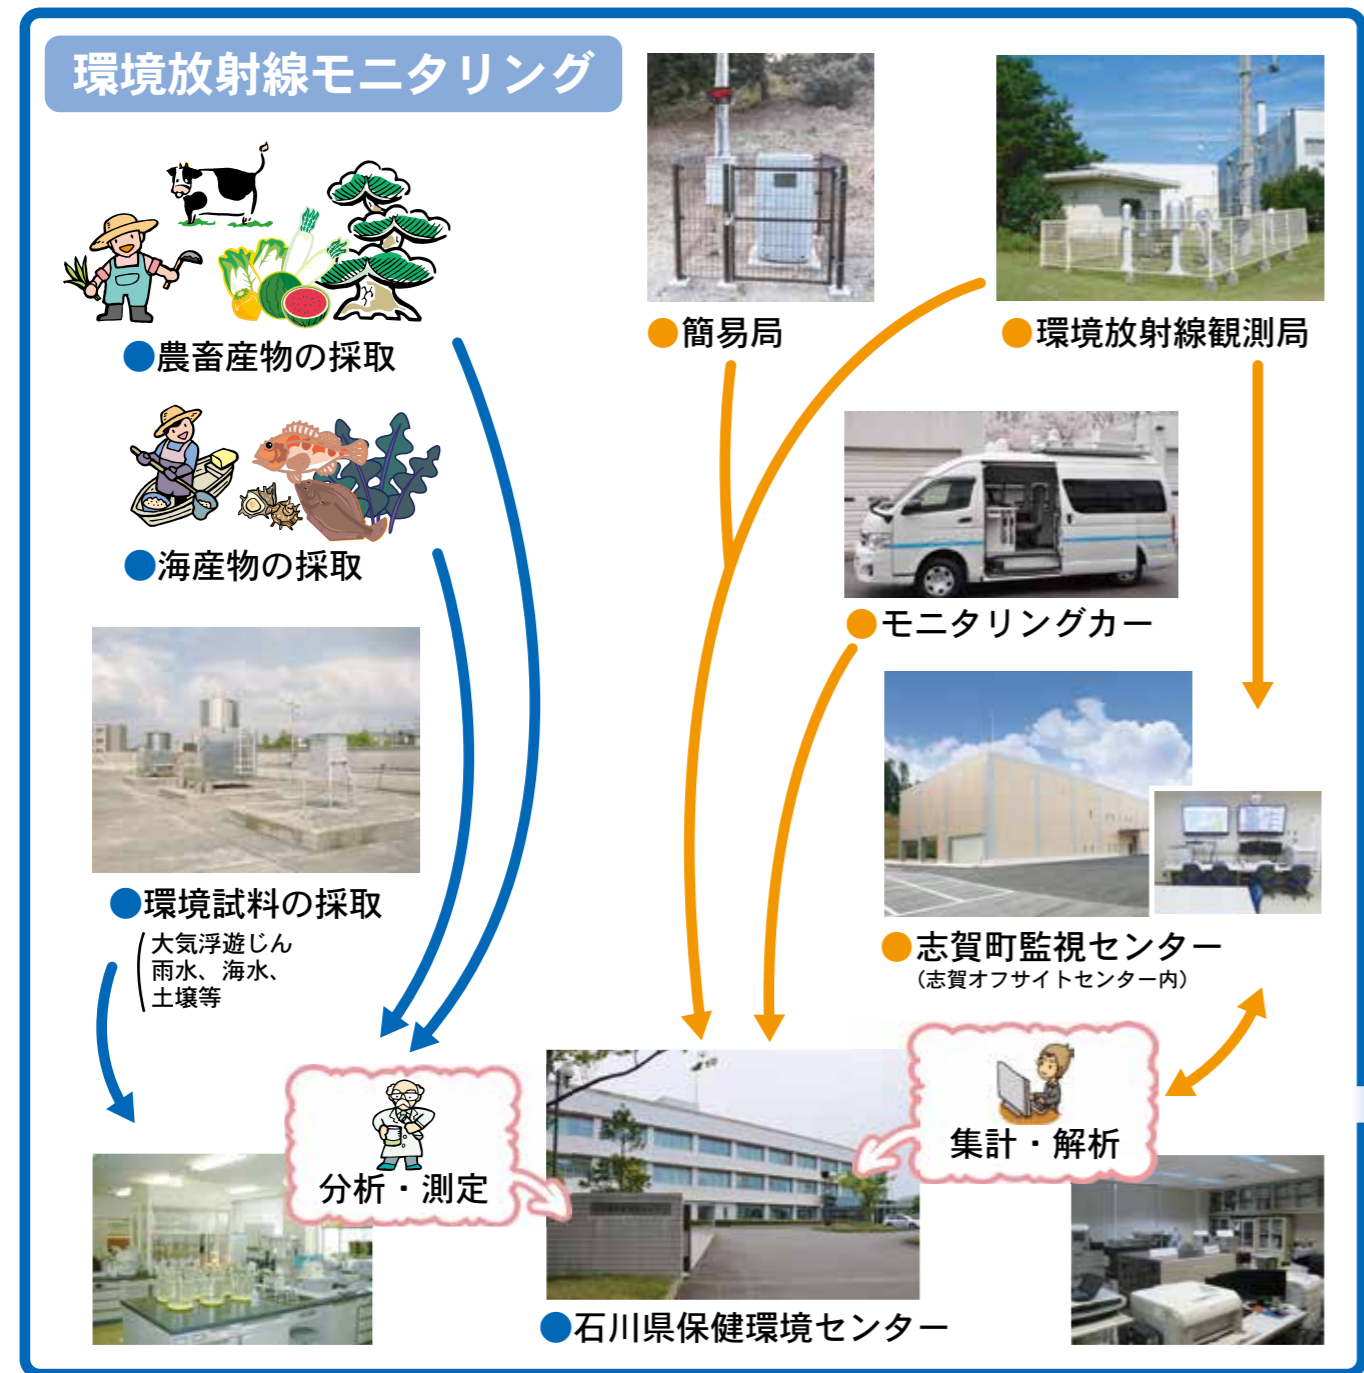 環境放射線モニタリング
●農畜産物の採取
●海産物の採取
●環境試料の採取
(大気浮遊じん
雨水、海水、
土壌等
●簡易局
●環境放射線観測局
●モニタリングカー
●志賀町監視センター
(志賀オフサイトセンター内)
分析・測定
集計・解析
●石川県保健環境センター